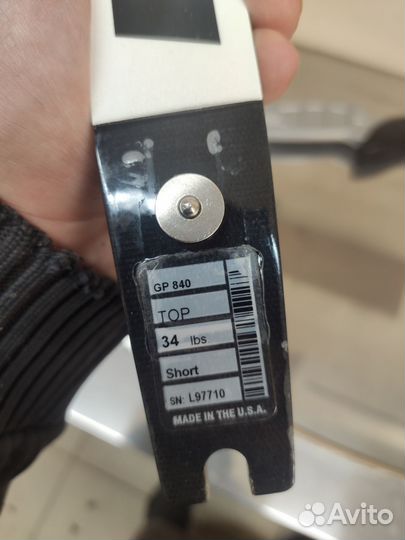 GP 840
TOP
34 lbs
Short
SN: L97710
MADE IN THE U.S.A.
Avito